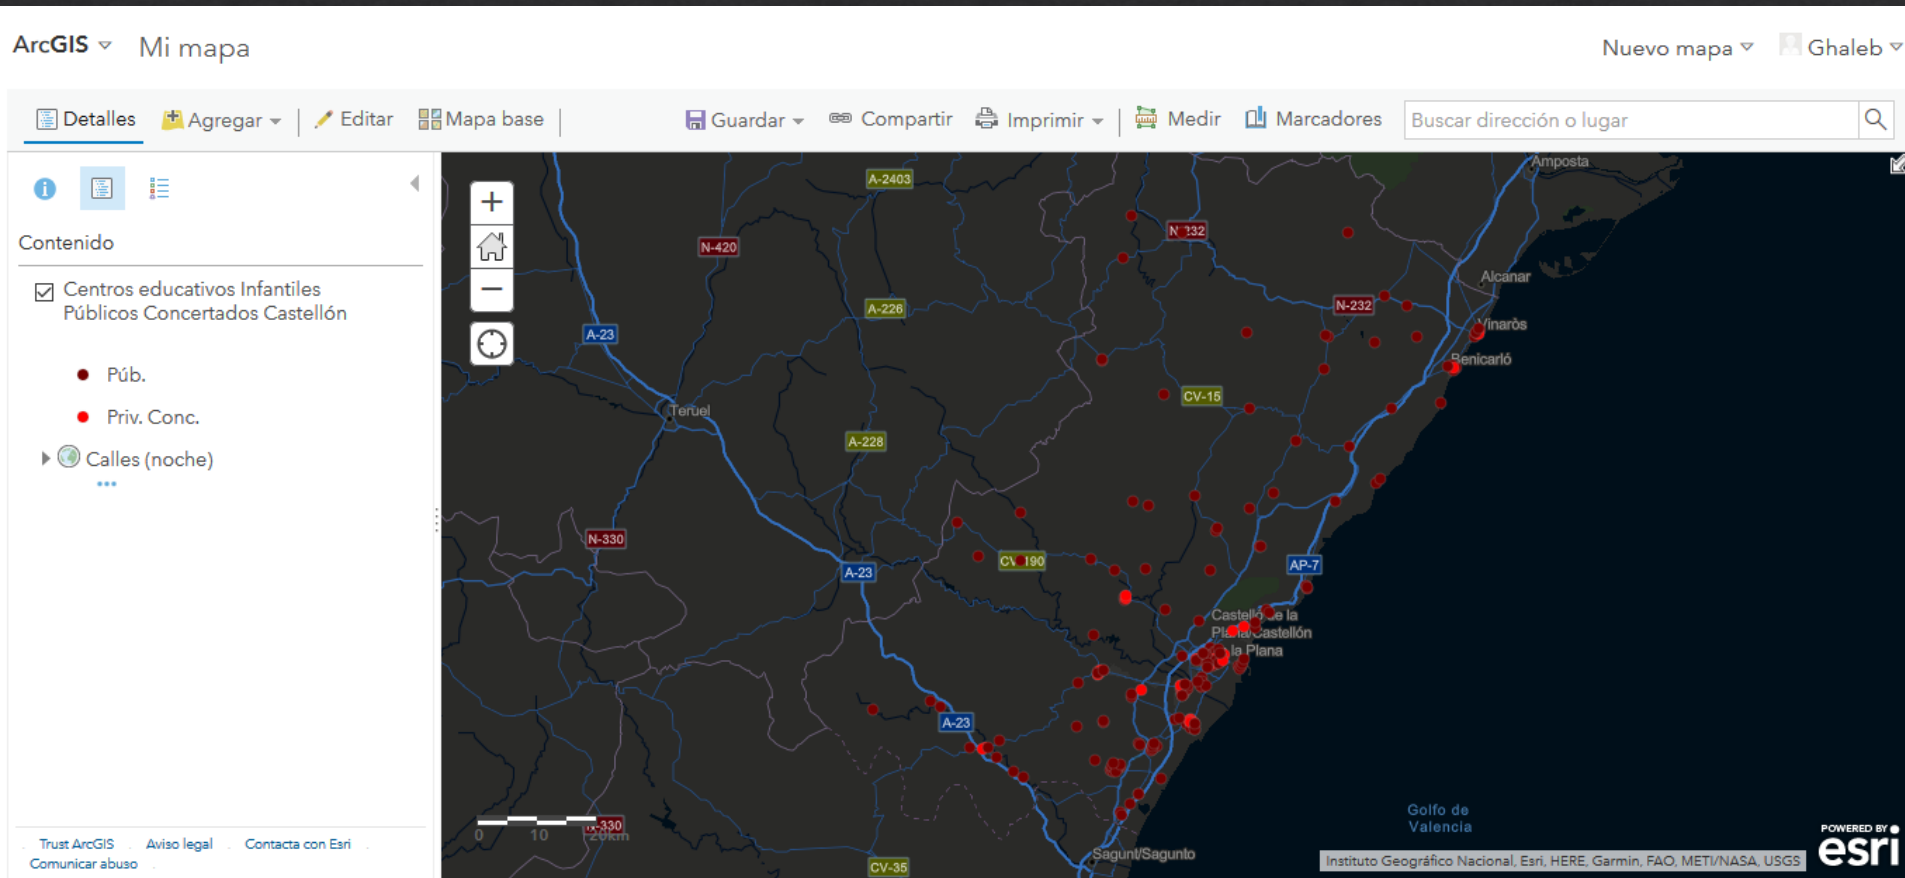 ArcGIS Mi mapa Nuevo mapa Ghaleb
Detalles Agregar Editar Mapa base Guardar Compartir Imprimir Medir Marcadores Buscar dirección o lugar
Contenido
Centros educativos Infantiles
Públicos Concertados Castellón
Púb.
Priv. Conc.
Calles (noche)
Trust ArcGIS Aviso legal Contacta con Esri
Comunicar abuso
Amposta
A-2403
N-232
N-420
Alcanar
N-232
A-226
Vinaròs
A-23
Benicarló
CV-15
Teruel
A-228
N-330
CV-190
AP-7
A-23
Castelló de la
Plana/Castellón
la Plana
A-23
Golfo de
Valencia
N-330
0 10 20km
Sagunt/Sagunto
CV-35
Instituto Geográfico Nacional, Esri, HERE, Garmin, FAO, METI/NASA, USGS
POWERED BY
esri